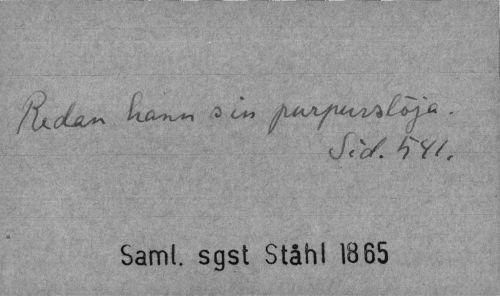 Redan hann sin purpurslöja.
Sid. 541.
Saml. sgst Ståhl 1865